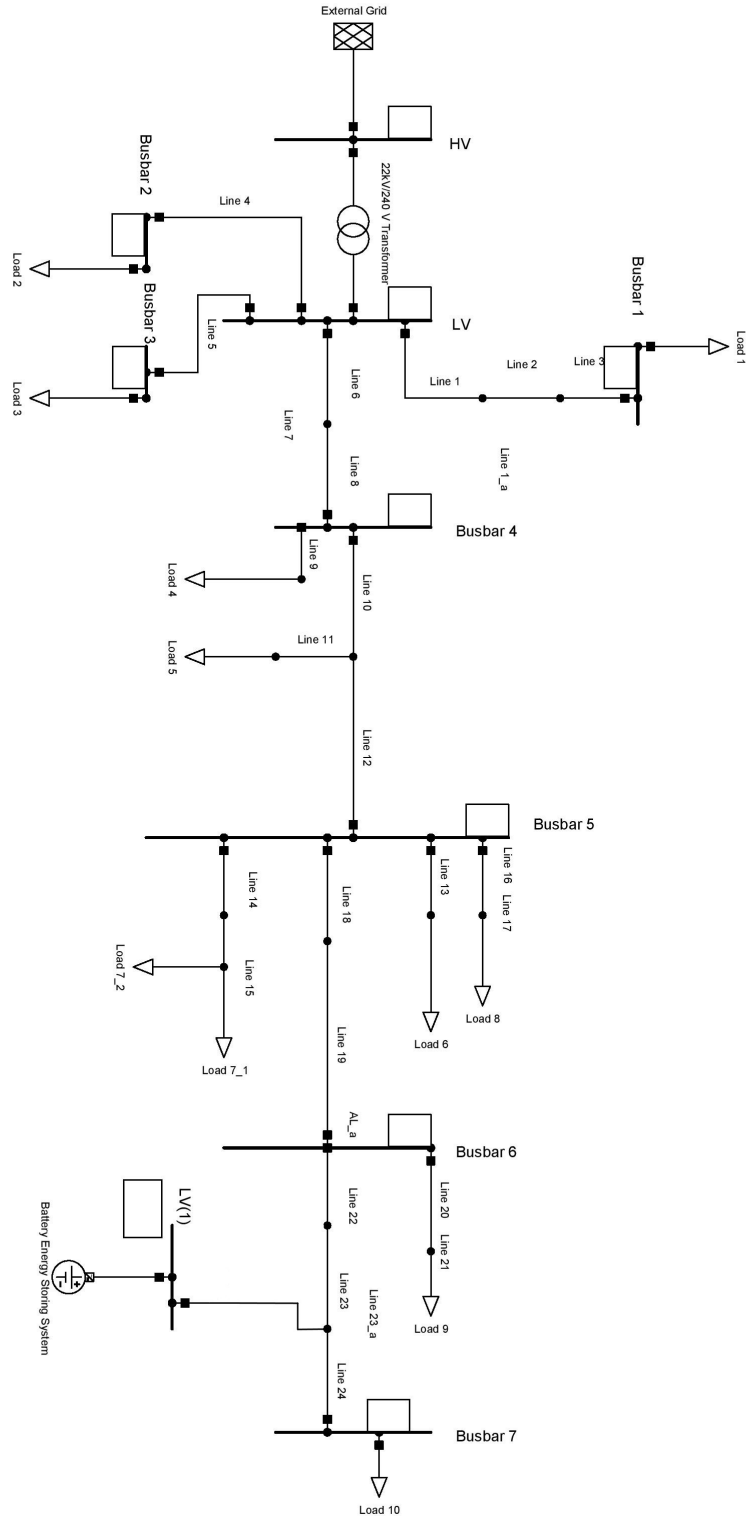 External Grid
HV
22kV/240 V Transformer
Busbar 2
Line 4
Load 2
Busbar 3
Line 5
Load 3
LV
Busbar 1
Load 1
Line 1
Line 2
Line 3
Line 1_a
Line 6
Line 7
Line 8
Busbar 4
Line 9
Load 4
Line 10
Line 11
Load 5
Line 12
Busbar 5
Line 14
Line 18
Line 13
Line 16
Line 17
Load 7_2
Line 15
Load 7_1
Load 6
Load 8
Line 19
AL_a
Busbar 6
Line 20
Line 21
Load 9
Line 22
Line 23
Line 23_a
LV(1)
Battery Energy Storing System
Line 24
Busbar 7
Load 10